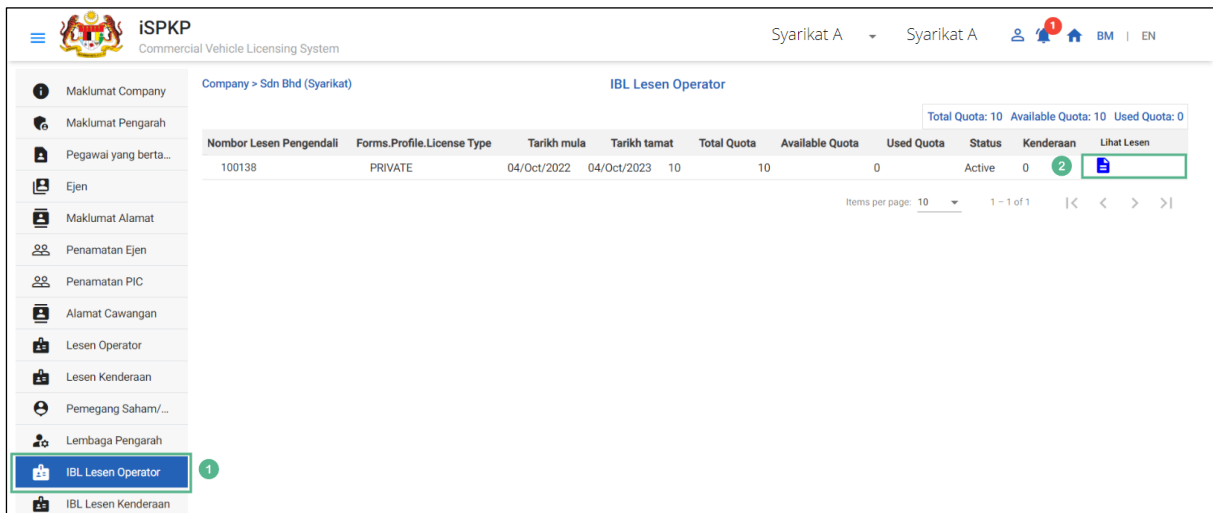 iSPKP
Commercial Vehicle Licensing System
Syarikat A
Syarikat A
1
BM | EN
Maklumat Company
Maklumat Pengarah
Pegawai yang berta...
Ejen
Maklumat Alamat
Penamatan Ejen
Penamatan PIC
Alamat Cawangan
Lesen Operator
Lesen Kenderaan
Pemegang Saham/...
Lembaga Pengarah
IBL Lesen Operator
1
IBL Lesen Kenderaan
Company > Sdn Bhd (Syarikat)
IBL Lesen Operator
Total Quota: 10 Available Quota: 10 Used Quota: 0
Nombor Lesen Pengendali Forms.Profile.License Type Tarikh mula Tarikh tamat Total Quota Available Quota Used Quota Status Kenderaan Lihat Lesen
100138 PRIVATE 04/Oct/2022 04/Oct/2023 10 10 0 Active 0 2
Items per page: 10 1 – 1 of 1